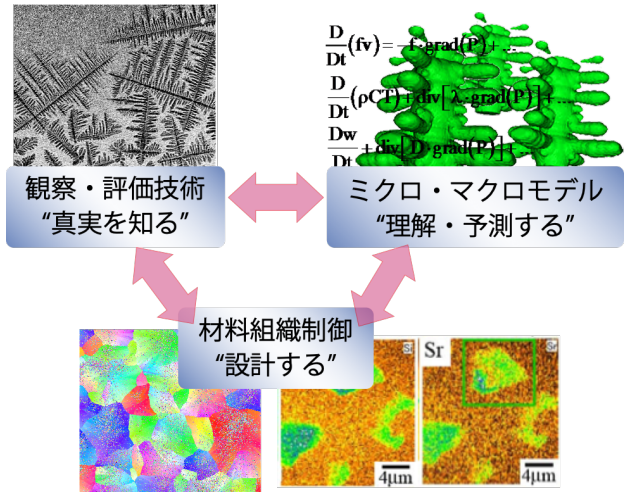 D/Dt (fv) = -f·grad(P) + ...
D/Dt (ρCT) + div[λ·grad(P)] + ...
Dw/Dt + div[D·grad(P)] + ...
観察・評価技術
“真実を知る”
ミクロ・マクロモデル
“理解・予測する”
材料組織制御
“設計する”
Sr
Sr
Sr
4μm
4μm